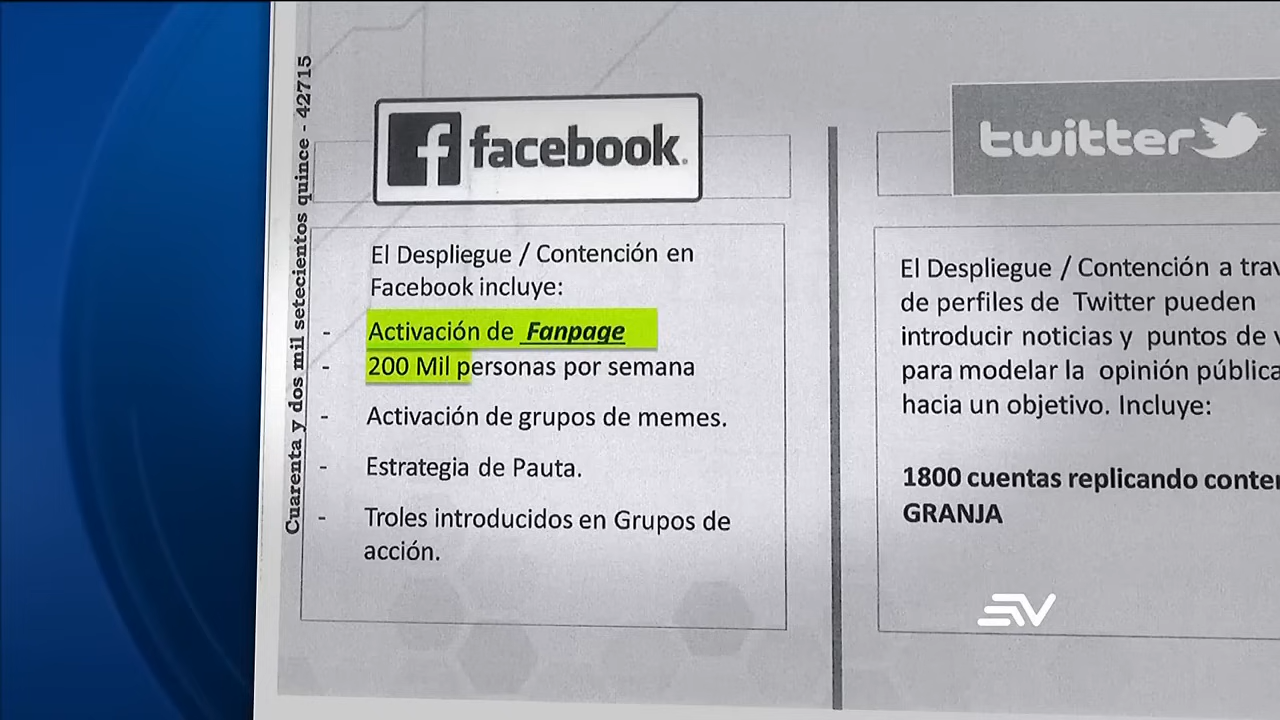 Cuarenta y dos mil setecientos quince - 42715
facebook.
El Despliegue / Contención en
Facebook incluye:
- Activación de Fanpage
- 200 Mil personas por semana
- Activación de grupos de memes.
- Estrategia de Pauta.
- Troles introducidos en Grupos de
acción.
twitter
El Despliegue / Contención a
de perfiles de Twitter pueden
introducir noticias y puntos de
para modelar la opinión pública
hacia un objetivo. Incluye:
1800 cuentas replicando
GRANJA